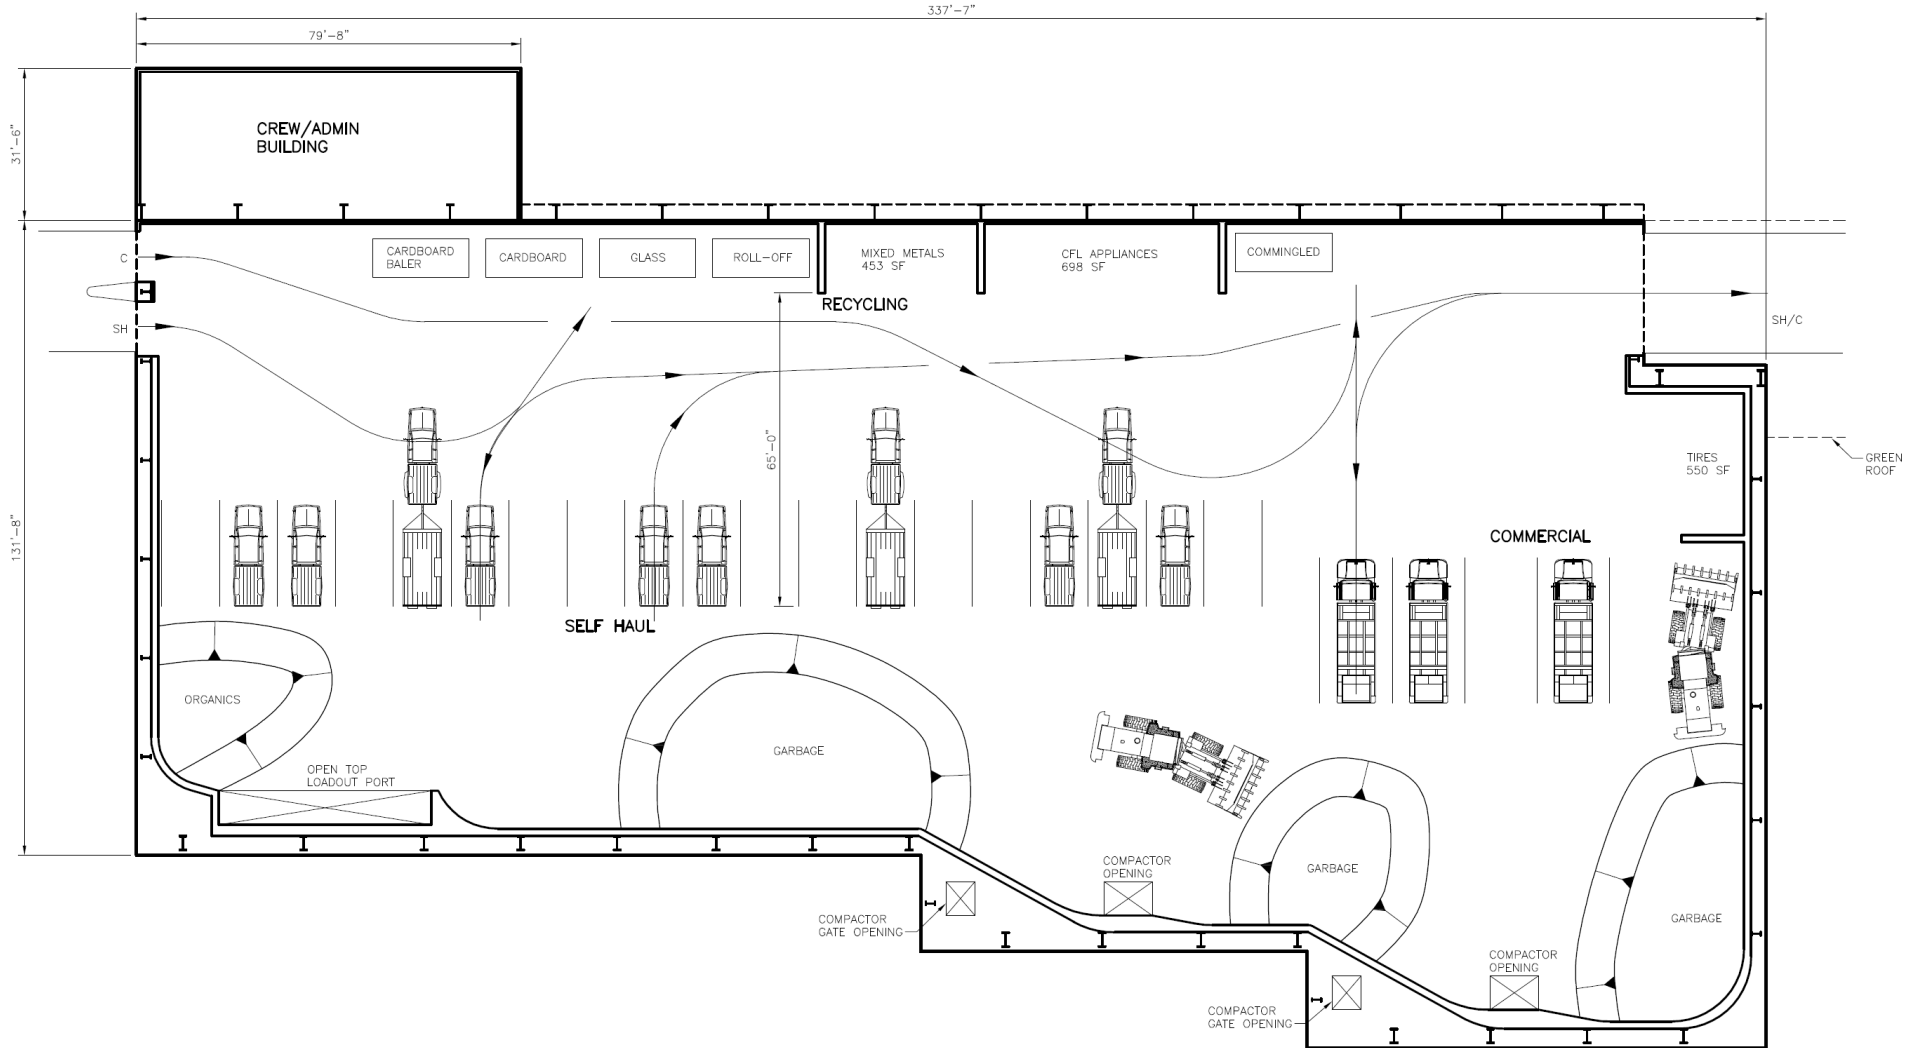 337'-7"
79'-8"
31'-6"
CREW/ADMIN
BUILDING
C
CARDBOARD
BALER
CARDBOARD
GLASS
ROLL-OFF
MIXED METALS
453 SF
CFL APPLIANCES
698 SF
COMMINGLED
RECYCLING
SH
SH/C
65'-0"
TIRES
550 SF
GREEN
ROOF
131'-8"
COMMERCIAL
SELF HAUL
ORGANICS
GARBAGE
OPEN TOP
LOADOUT PORT
COMPACTOR
OPENING
GARBAGE
COMPACTOR
GATE OPENING
GARBAGE
COMPACTOR
OPENING
COMPACTOR
GATE OPENING